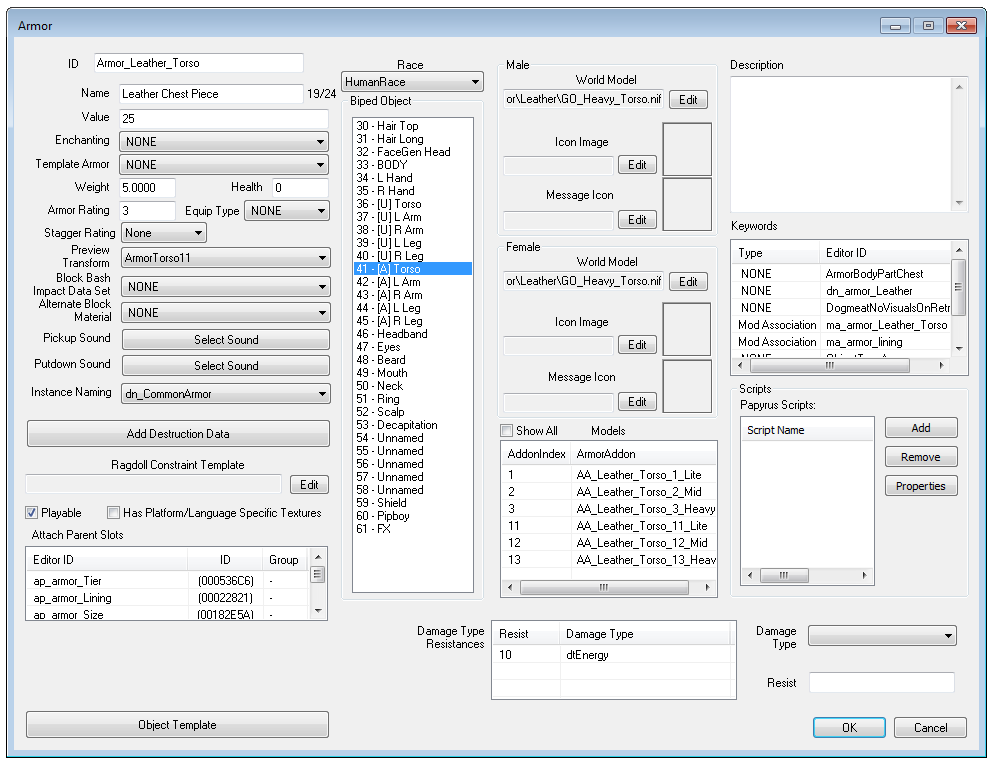 Armor
ID
Armor_Leather_Torso
Name
Leather Chest Piece
19/24
Value
25
Enchanting
NONE
Template Armor
NONE
Weight
5.0000
Health
0
Armor Rating
3
Equip Type
NONE
Stagger Rating
None
Preview
Transform
ArmorTorso11
Block Bash
Impact Data Set
NONE
Alternate Block
Material
NONE
Pickup Sound
Select Sound
Putdown Sound
Select Sound
Instance Naming
dn_CommonArmor
Add Destruction Data
Ragdoll Constraint Template
Edit
Playable
Has Platform/Language Specific Textures
Attach Parent Slots
Editor ID ID Group
ap_armor_Tier (000536C6) -
ap_armor_Lining (00022821) -
ap_armor_Size (00182E5A) -
Object Template
Race
HumanRace
Biped Object
30 - Hair Top
31 - Hair Long
32 - FaceGen Head
33 - BODY
34 - L Hand
35 - R Hand
36 - [U] Torso
37 - [U] L Arm
38 - [U] R Arm
39 - [U] L Leg
40 - [U] R Leg
41 - [A] Torso
42 - [A] L Arm
43 - [A] R Arm
44 - [A] L Leg
45 - [A] R Leg
46 - Headband
47 - Eyes
48 - Beard
49 - Mouth
50 - Neck
51 - Ring
52 - Scalp
53 - Decapitation
54 - Unnamed
55 - Unnamed
56 - Unnamed
57 - Unnamed
58 - Unnamed
59 - Shield
60 - Pipboy
61 - FX
Male
World Model
or\Leather\GO_Heavy_Torso.nif
Edit
Icon Image
Edit
Message Icon
Edit
Female
World Model
or\Leather\GO_Heavy_Torso.nif
Edit
Icon Image
Edit
Message Icon
Edit
Show All
Models
AddonIndex ArmorAddon
1 AA_Leather_Torso_1_Lite
2 AA_Leather_Torso_2_Mid
3 AA_Leather_Torso_3_Heavy
11 AA_Leather_Torso_11_Lite
12 AA_Leather_Torso_12_Mid
13 AA_Leather_Torso_13_Heav
Description
Keywords
Type Editor ID
NONE ArmorBodyPartChest
NONE dn_armor_Leather
NONE DogmeatNoVisualsOnRetr
Mod Association ma_armor_Leather_Torso
Mod Association ma_armor_lining
Scripts
Papyrus Scripts:
Script Name
Add
Remove
Properties
Damage Type
Resistances
Resist Damage Type
10 dtEnergy
Damage
Type
Resist
OK
Cancel